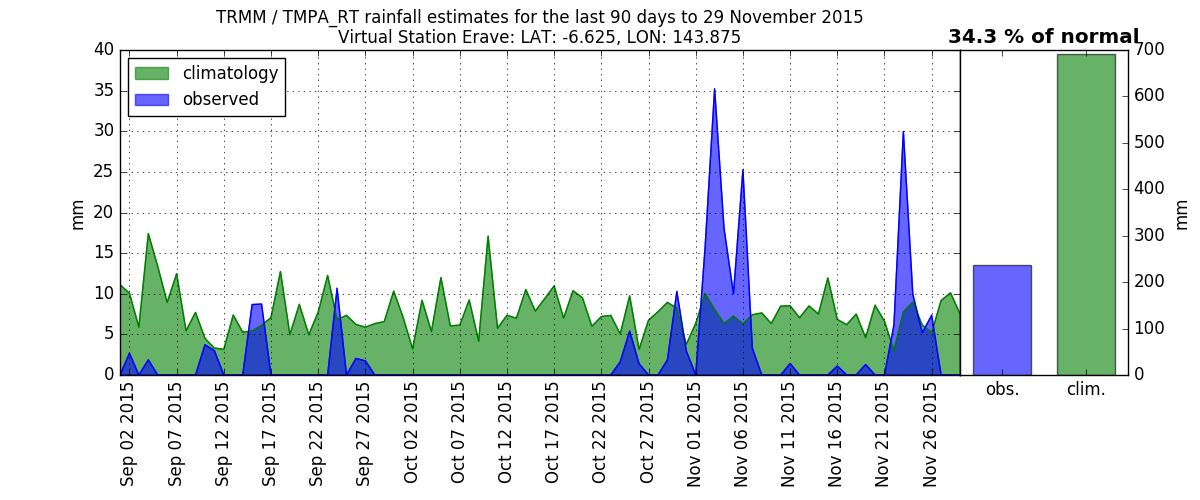 TRMM / TMPA_RT rainfall estimates for the last 90 days to 29 November 2015
Virtual Station Erave: LAT: -6.625, LON: 143.875
34.3 % of normal
climatology
observed
mm
40
35
30
25
20
15
10
5
0
Sep 02 2015
Sep 07 2015
Sep 12 2015
Sep 17 2015
Sep 22 2015
Sep 27 2015
Oct 02 2015
Oct 07 2015
Oct 12 2015
Oct 17 2015
Oct 22 2015
Oct 27 2015
Nov 01 2015
Nov 06 2015
Nov 11 2015
Nov 16 2015
Nov 21 2015
Nov 26 2015
obs.
clim.
700
600
500
400
300
200
100
0
mm